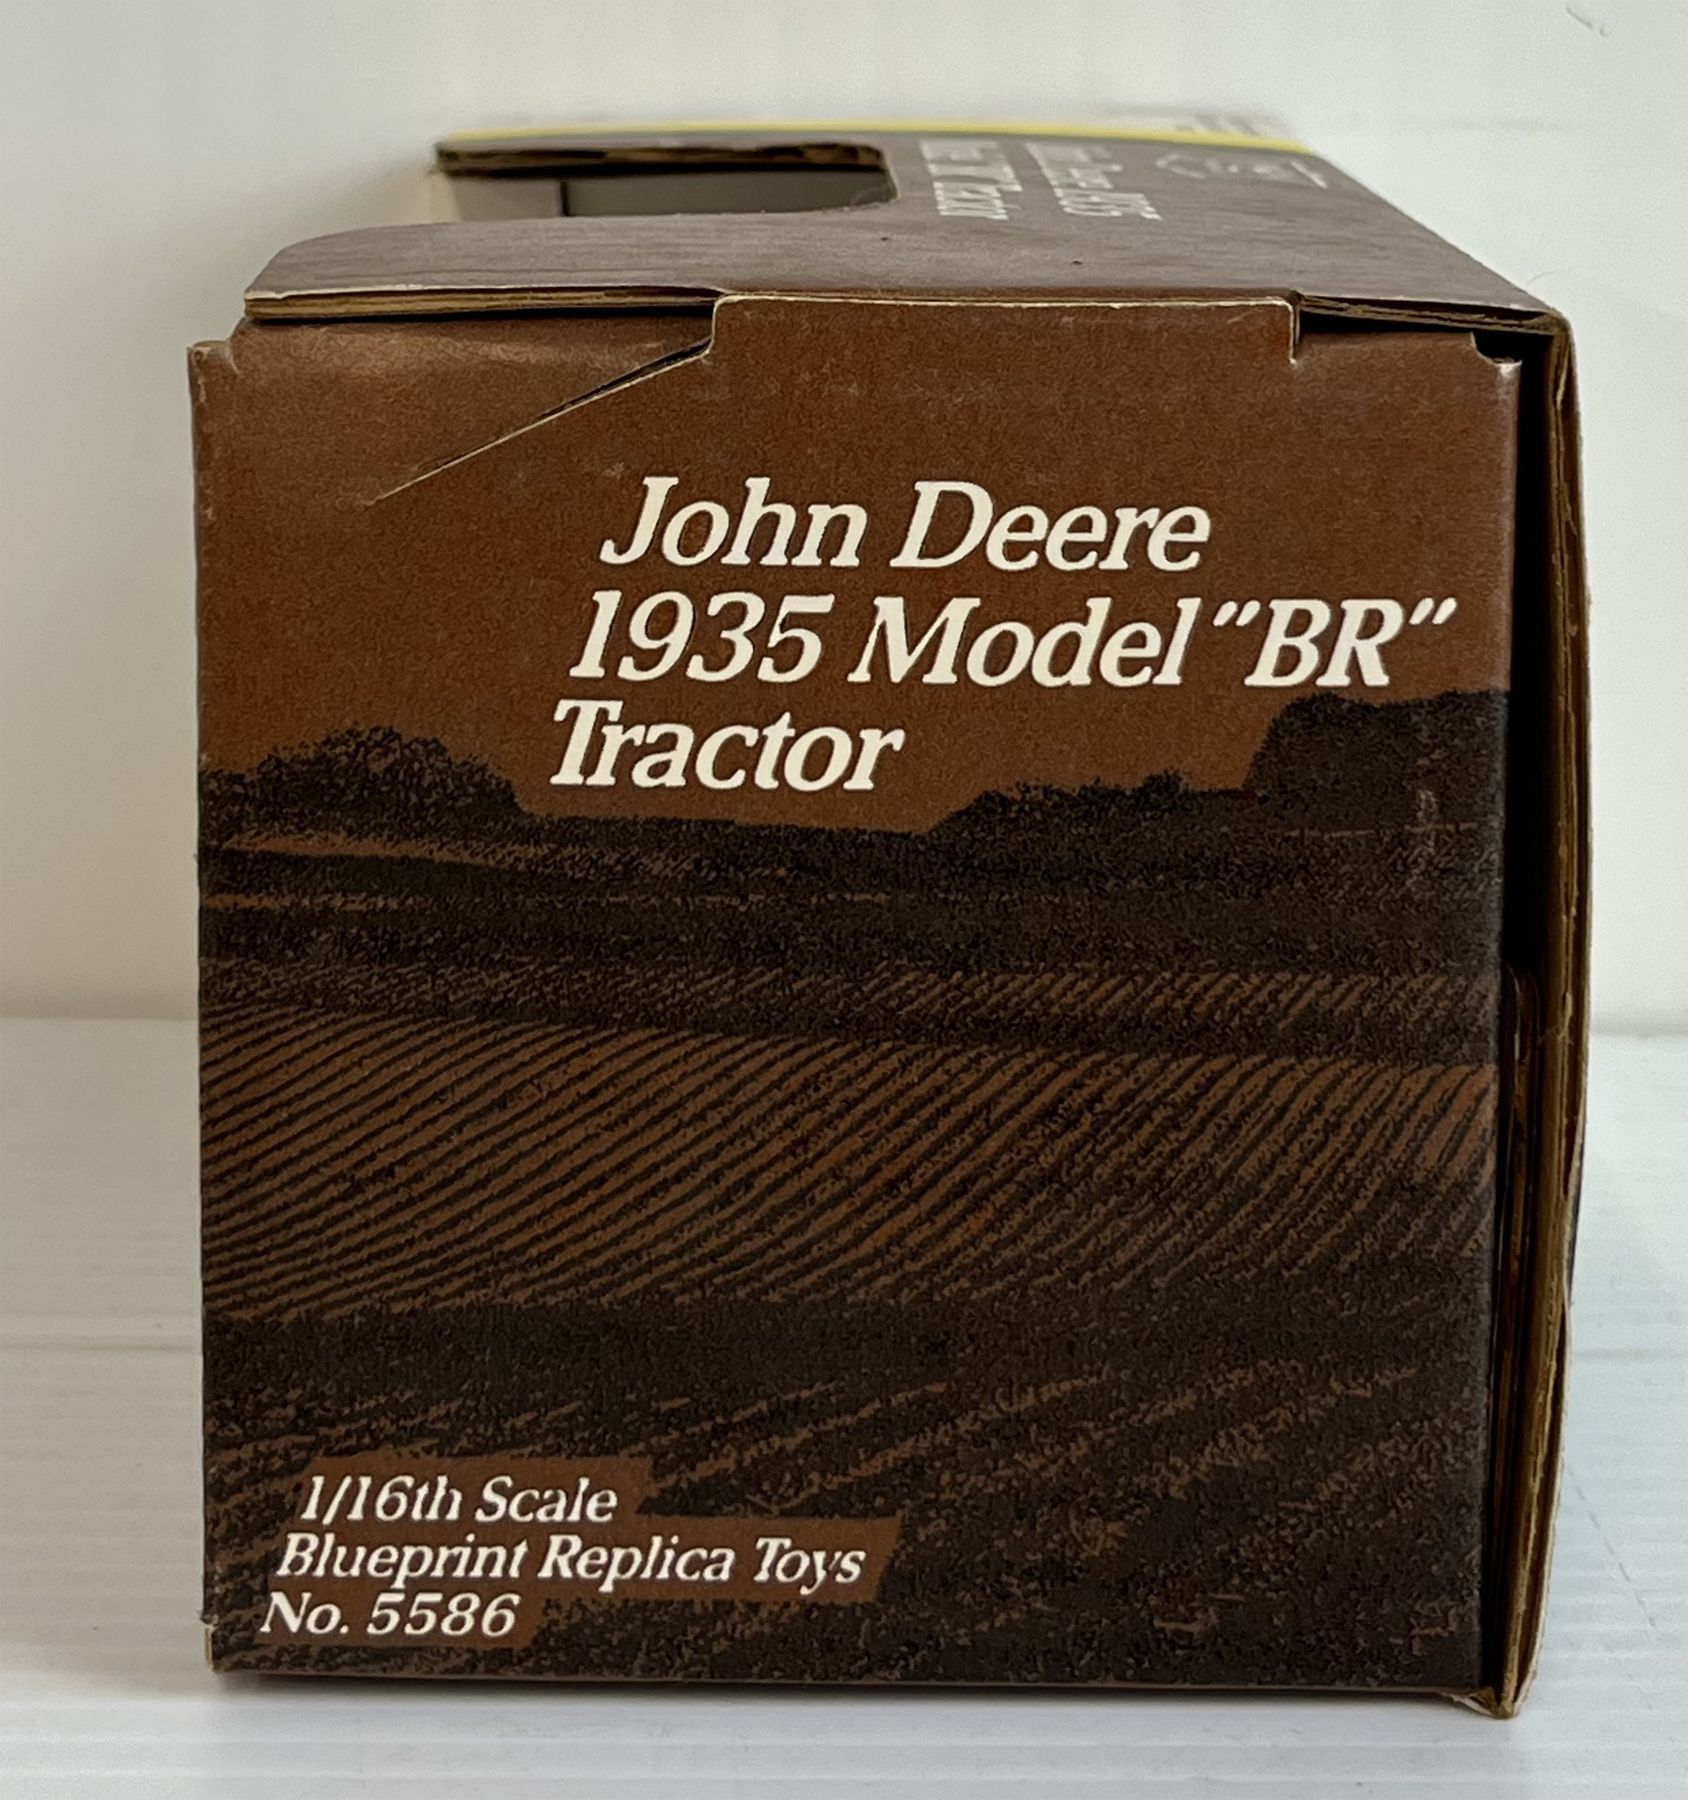 John Deere
1935 Model "BR"
Tractor
1/16th Scale
Blueprint Replica Toys
No. 5586